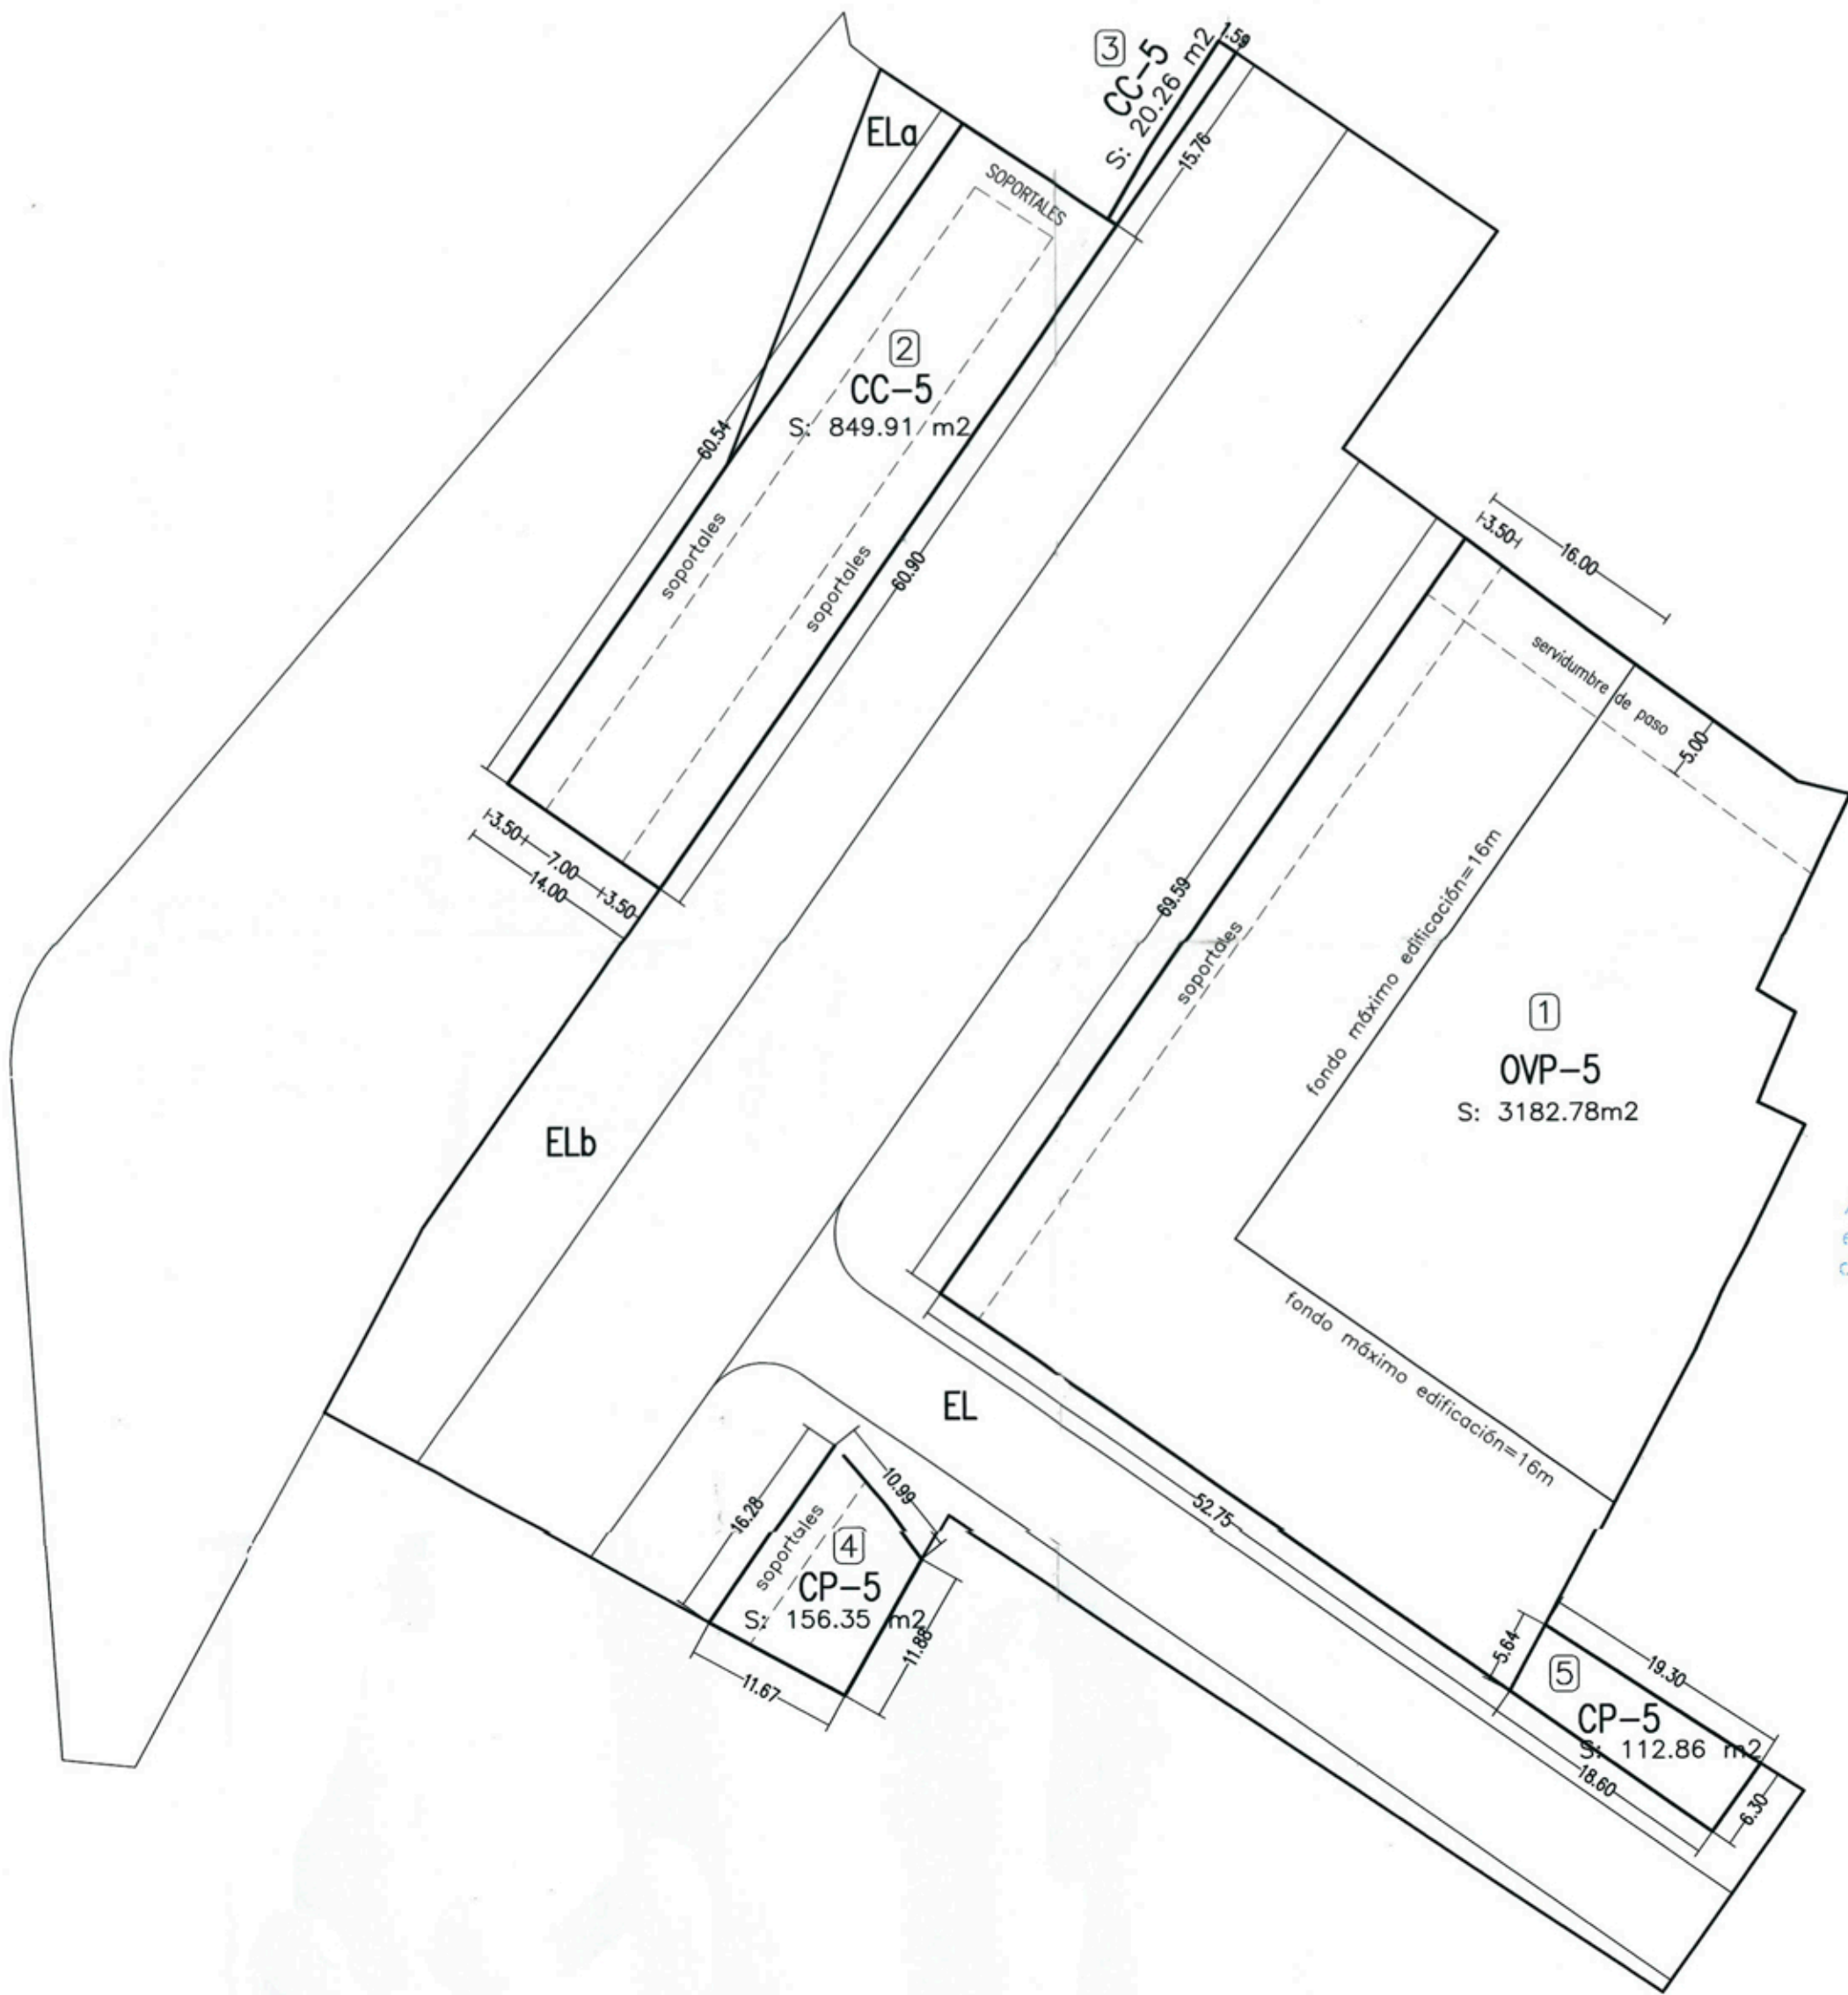 3
CC-5
S: 20.26 m2
1.59
15.76
ELa
SOPORTALES
2
CC-5
S: 849.91 m2
60.54
soportales
soportales
60.90
3.50
7.00
3.50
14.00
3.50
16.00
servidumbre de paso
5.00
69.59
soportales
fondo máximo edificación=16m
1
OVP-5
S: 3182.78m2
fondo máximo edificación=16m
ELb
EL
52.75
16.28
10.99
soportales
4
CP-5
S: 156.35 m2
11.88
11.67
5.64
19.30
5
CP-5
S: 112.86 m2
18.60
6.30